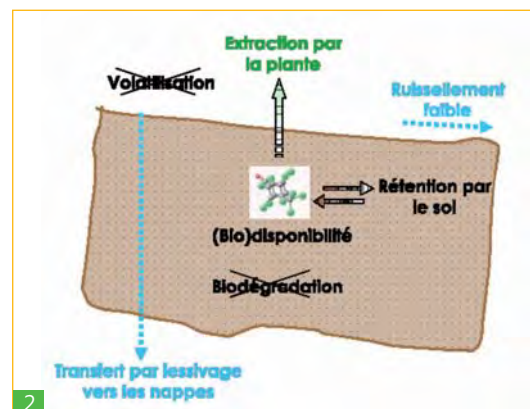 Extraction par
la plante
Volatilisation
Ruissellement
faible
Rétention par
le sol
(Bio)disponibilité
Biodégradation
Transfert par lessivage
vers les nappes
2